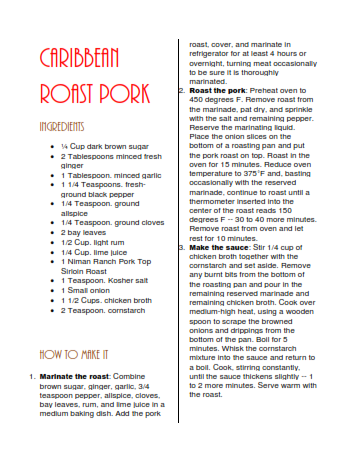 CARIBBEAN
ROAST PORK
INGREDIENTS
• ¼ Cup dark brown sugar
• 2 Tablespoons minced fresh
ginger
• 1 Tablespoon. minced garlic
• 1 1/4 Teaspoons. fresh-
ground black pepper
• 1/4 Teaspoon. ground
allspice
• 1/4 Teaspoon. ground cloves
• 2 bay leaves
• 1/2 Cup. light rum
• 1/4 Cup. lime juice
• 1 Niman Ranch Pork Top
Sirloin Roast
• 1 Teaspoon. Kosher salt
• 1 Small onion
• 1 1/2 Cups. chicken broth
• 2 Teaspoon. cornstarch
HOW TO MAKE IT
1. Marinate the roast: Combine
brown sugar, ginger, garlic, 3/4
teaspoon pepper, allspice, cloves,
bay leaves, rum, and lime juice in a
medium baking dish. Add the pork
roast, cover, and marinate in
refrigerator for at least 4 hours or
overnight, turning meat occasionally
to be sure it is thoroughly
marinated.
2. Roast the pork: Preheat oven to
450 degrees F. Remove roast from
the marinade, pat dry, and sprinkle
with the salt and remaining pepper.
Reserve the marinating liquid.
Place the onion slices on the
bottom of a roasting pan and put
the pork roast on top. Roast in the
oven for 15 minutes. Reduce oven
temperature to 375°F and, basting
occasionally with the reserved
marinade, continue to roast until a
thermometer inserted into the
center of the roast reads 150
degrees F -- 30 to 40 more minutes.
Remove roast from oven and let
rest for 10 minutes.
3. Make the sauce: Stir 1/4 cup of
chicken broth together with the
cornstarch and set aside. Remove
any burnt bits from the bottom of
the roasting pan and pour in the
remaining reserved marinade and
remaining chicken broth. Cook over
medium-high heat, using a wooden
spoon to scrape the browned
onions and drippings from the
bottom of the pan. Boil for 5
minutes. Whisk the cornstarch
mixture into the sauce and return to
a boil. Cook, stirring constantly,
until the sauce thickens slightly -- 1
to 2 more minutes. Serve warm with
the roast.